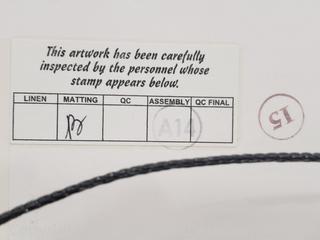 This artwork has been carefully
inspected by the personnel whose
stamp appears below.
LINEN MATTING QC ASSEMBLY QC FINAL
A14
15